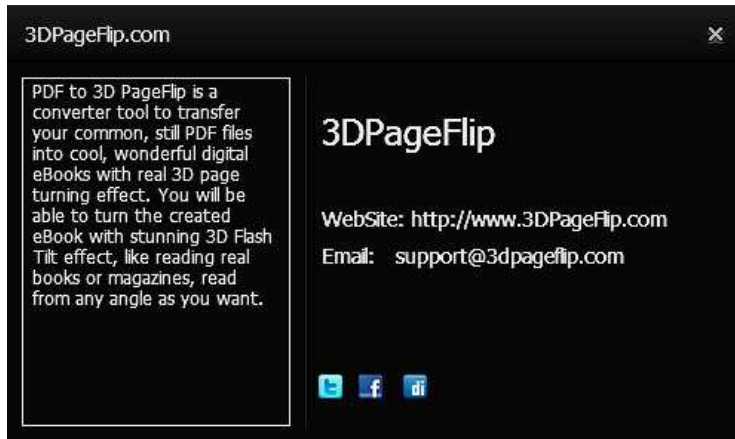 3DPageFlip.com
PDF to 3D PageFlip is a
converter tool to transfer
your common, still PDF files
into cool, wonderful digital
eBooks with real 3D page
turning effect. You will be
able to turn the created
eBook with stunning 3D Flash
Tilt effect, like reading real
books or magazines, read
from any angle as you want.
3DPageFlip
WebSite: http://www.3DPageFlip.com
Email: support@3dpageflip.com
t f di